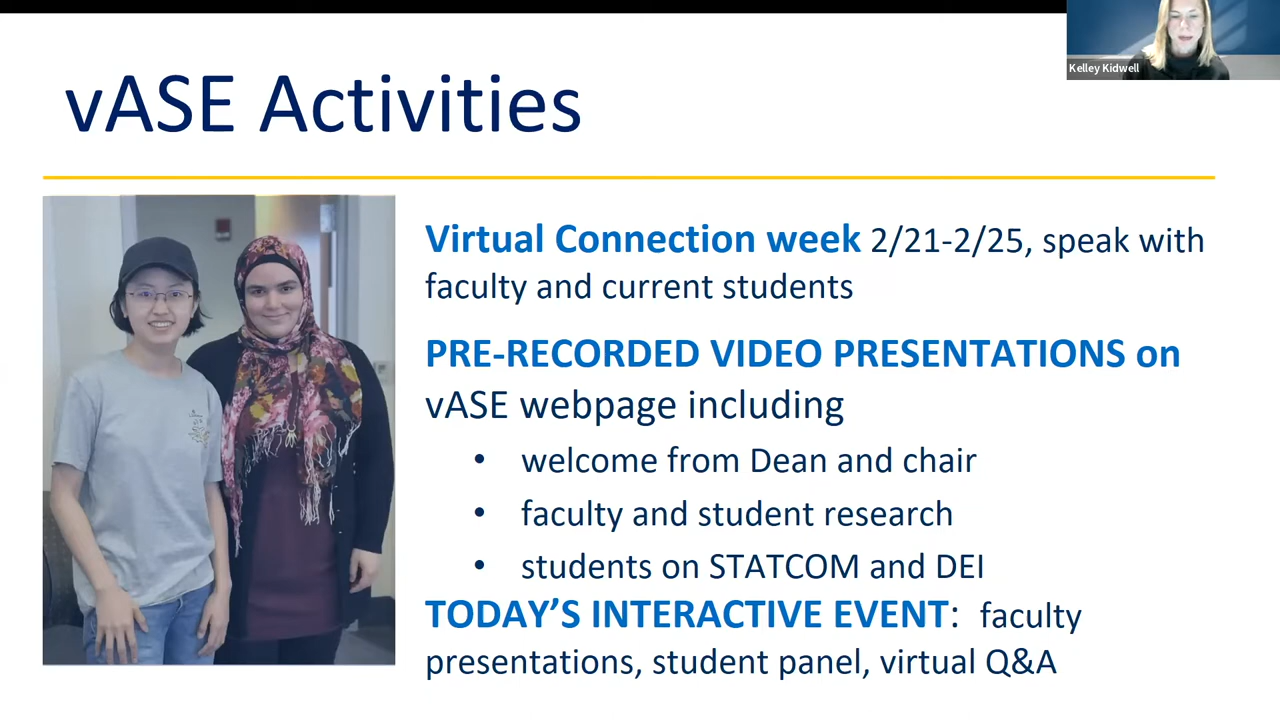 Kelley Kidwell
vASE Activities
Virtual Connection week 2/21-2/25, speak with
faculty and current students
PRE-RECORDED VIDEO PRESENTATIONS on
vASE webpage including
• welcome from Dean and chair
• faculty and student research
• students on STATCOM and DEI
TODAY’S INTERACTIVE EVENT: faculty
presentations, student panel, virtual Q&A